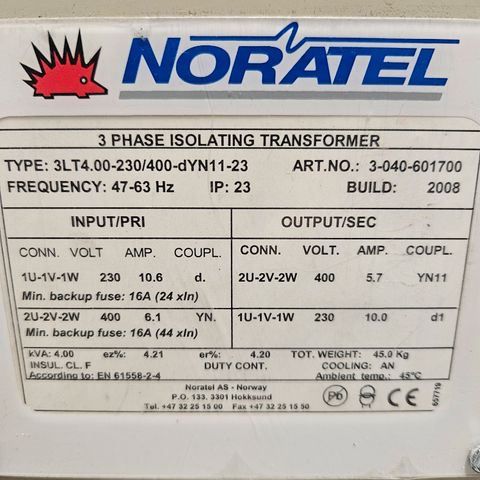 NORATEL
3 PHASE ISOLATING TRANSFORMER
TYPE: 3LT4.00-230/400-dYN11-23 ART.NO.: 3-040-601700
FREQUENCY: 47-63 Hz IP: 23 BUILD: 2008
INPUT/PRI OUTPUT/SEC
CONN. VOLT AMP. COUPL. CONN. VOLT. AMP. COUPL.
1U-1V-1W 230 10.6 d. 2U-2V-2W 400 5.7 YN11
Min. backup fuse: 16A (24 xIn)
2U-2V-2W 400 6.1 YN. 1U-1V-1W 230 10.0 d1
Min. backup fuse: 16A (44 xIn)
kVA: 4.00 ez%: 4.21 er%: 4.20 TOT. WEIGHT: 45.0 Kg
INSUL. CL. F DUTY CONT. COOLING: AN
According to: EN 61558-2-4 Ambient temp.: 45°C
Noratel AS - Norway
P.O. 133, 3301 Hokksund
Tel. +47 32 25 15 00 Fax +47 32 25 15 50
Pb
CE
657719